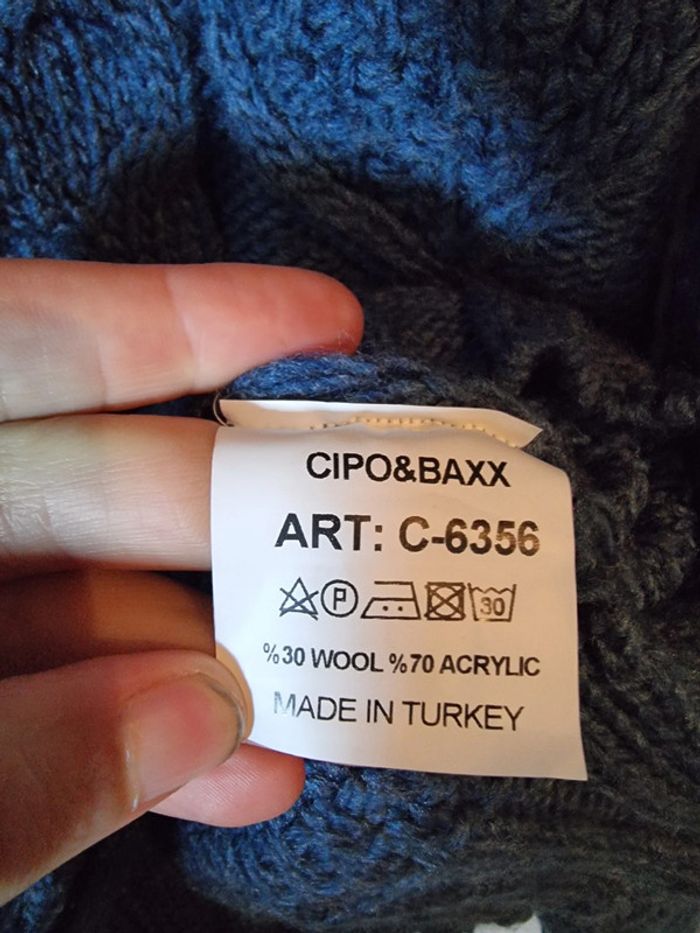 CIPO&BAXX
ART: C-6356
P 30
%30 WOOL %70 ACRYLIC
MADE IN TURKEY